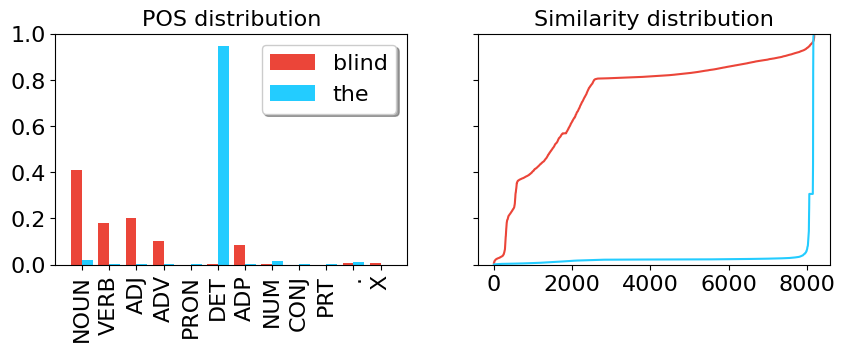 POS distribution
1.0
0.8
0.6
0.4
0.2
0.0
blind
the
NOUN
VERB
ADJ
ADV
PRON
DET
ADP
NUM
CONJ
PRT
.
X
Similarity distribution
0
2000
4000
6000
8000